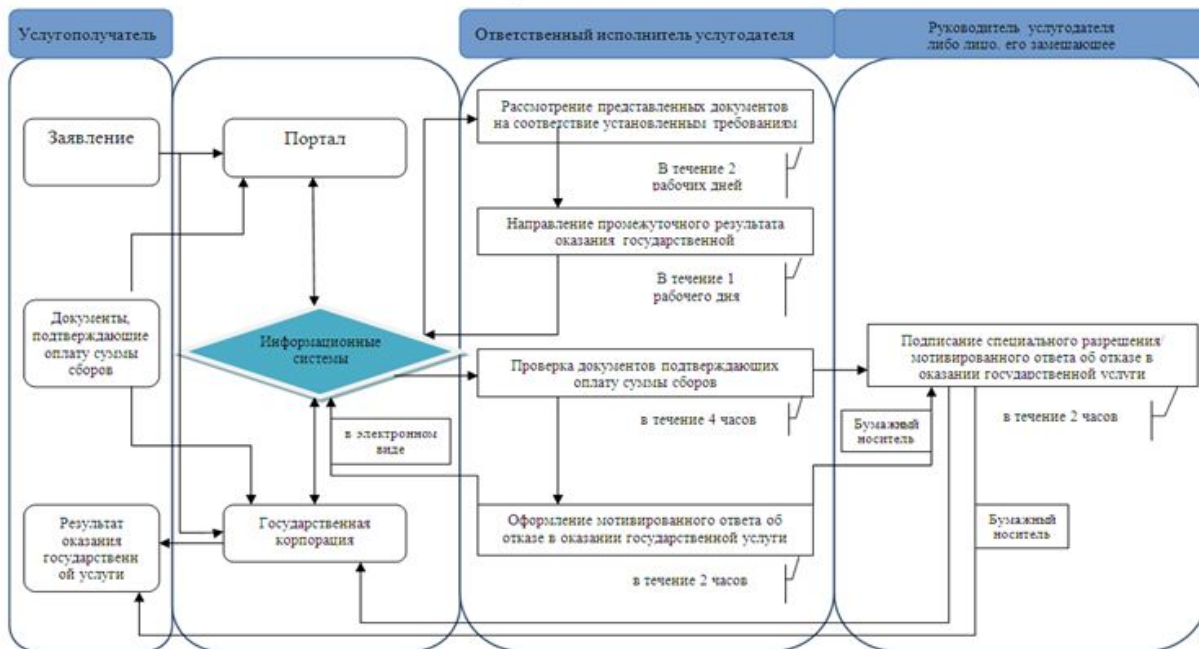 Услугополучатель
Ответственный исполнитель услугодателя
Руководитель услугодателя
либо лицо, его замещающее
Заявление
Портал
Рассмотрение представленных документов
на соответствие установленным требованиям
В течение 2
рабочих дней
Направление промежуточного результата
оказания государственной
В течение 1
рабочего дня
Документы,
подтверждающие
оплату суммы
сборов
Информационные
системы
Проверка документов подтверждающих
оплату суммы сборов
Подписание специального разрешения/
мотивированного ответа об отказе в
оказании государственной услуги
в течение 4 часов
в течение 2 часов
в электронном
виде
Бумажный
носитель
Результат
оказания
государственн
ой услуги
Государственная
корпорация
Оформление мотивированного ответа об
отказе в оказании государственной услуги
Бумажный
носитель
в течение 2 часов